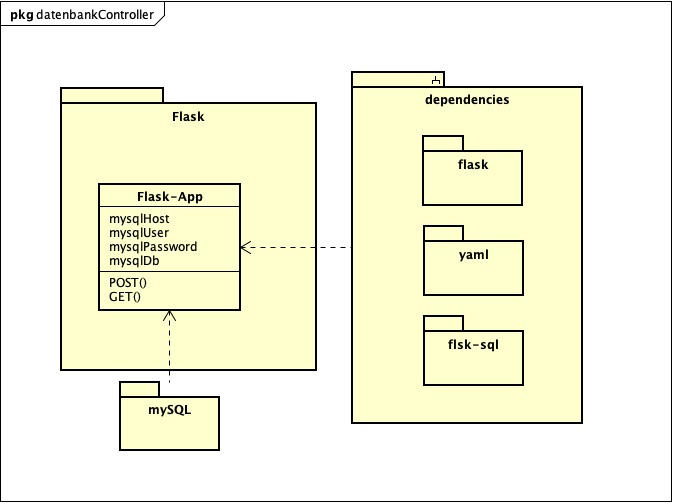 pkg datenbankController
Flask
Flask-App
mysqlHost
mysqlUser
mysqlPassword
mysqlDb
POST()
GET()
mySQL
dependencies
flask
yaml
flsk-sql